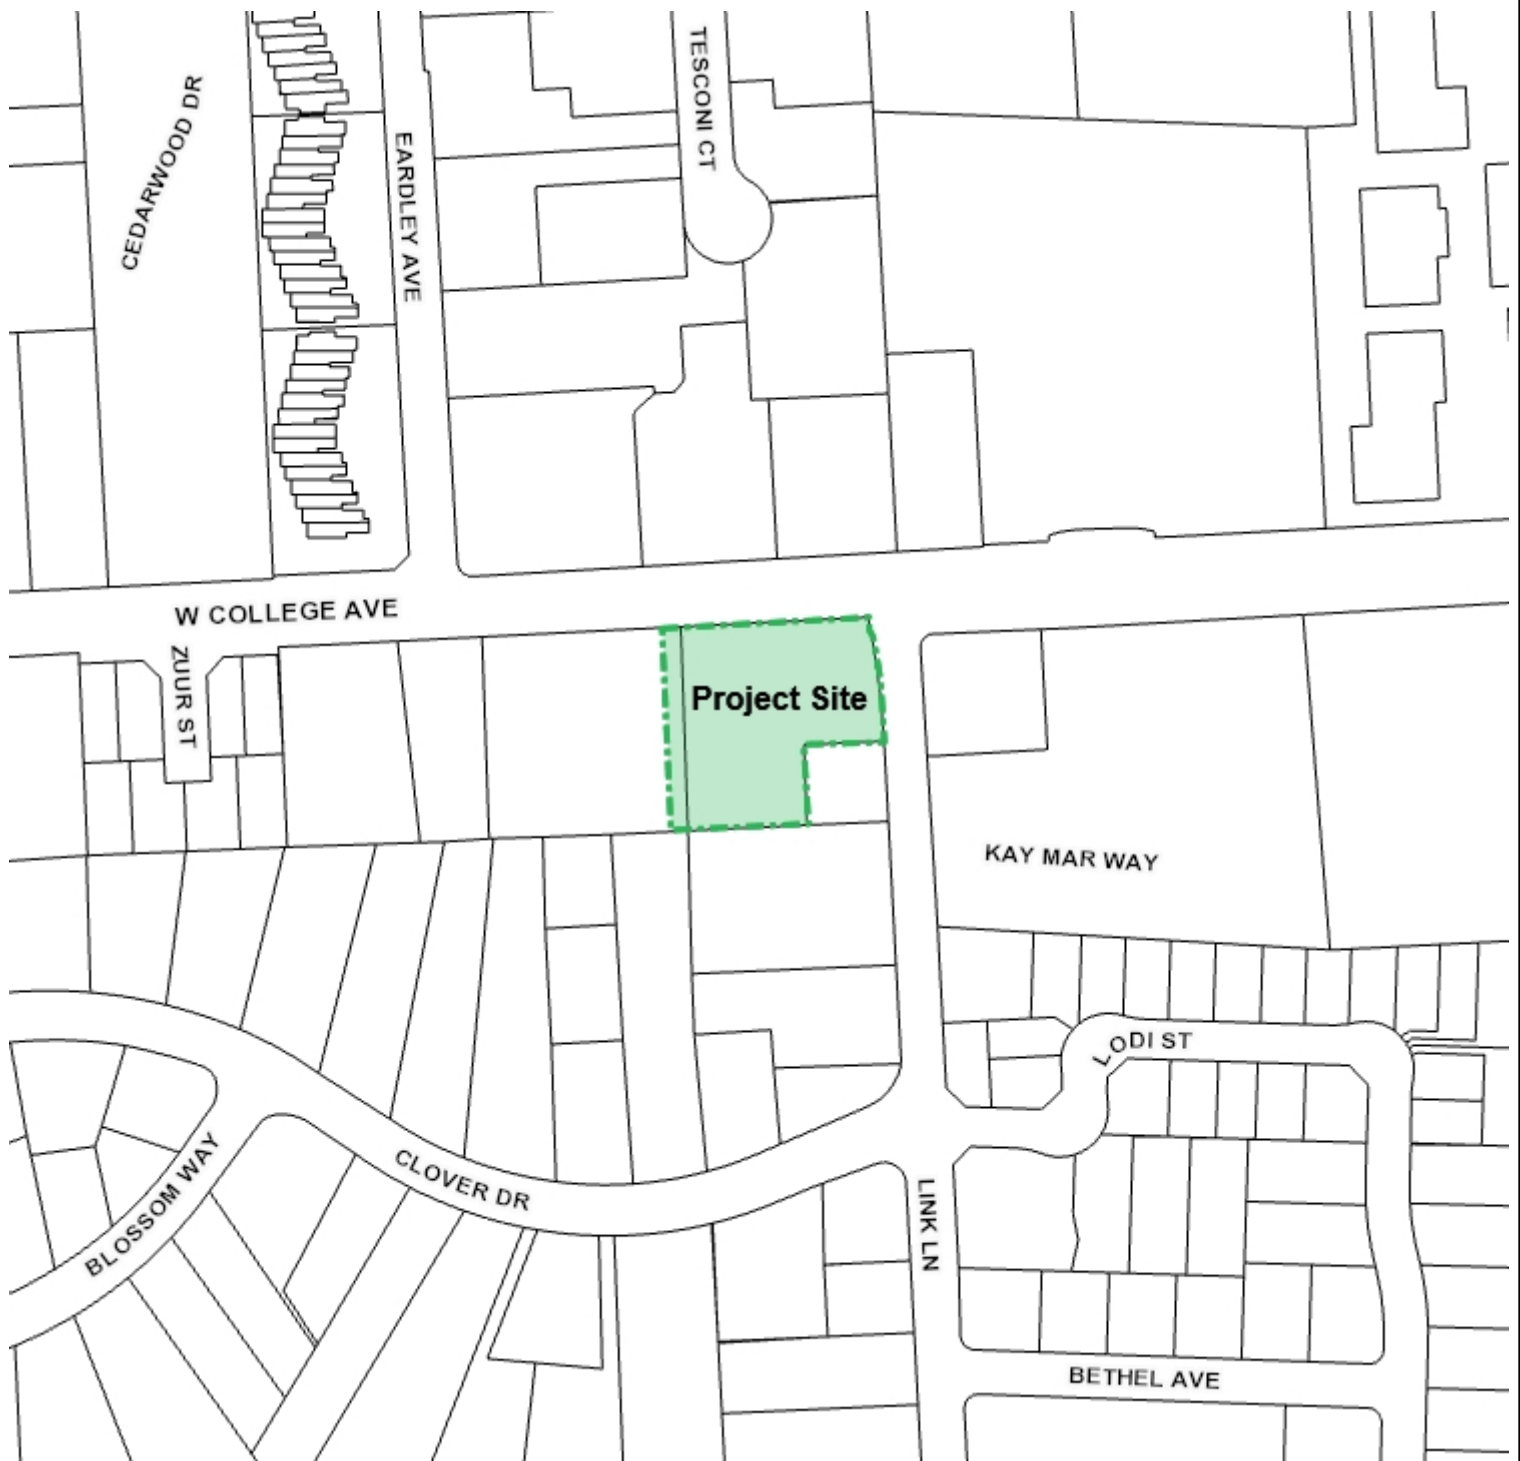 TESCONI CT
CEDARWOOD DR
EARDLEY AVE
W COLLEGE AVE
ZUUR ST
Project Site
KAY MAR WAY
LODI ST
CLOVER DR
BLOSSOM WAY
LINK LN
BETHEL AVE